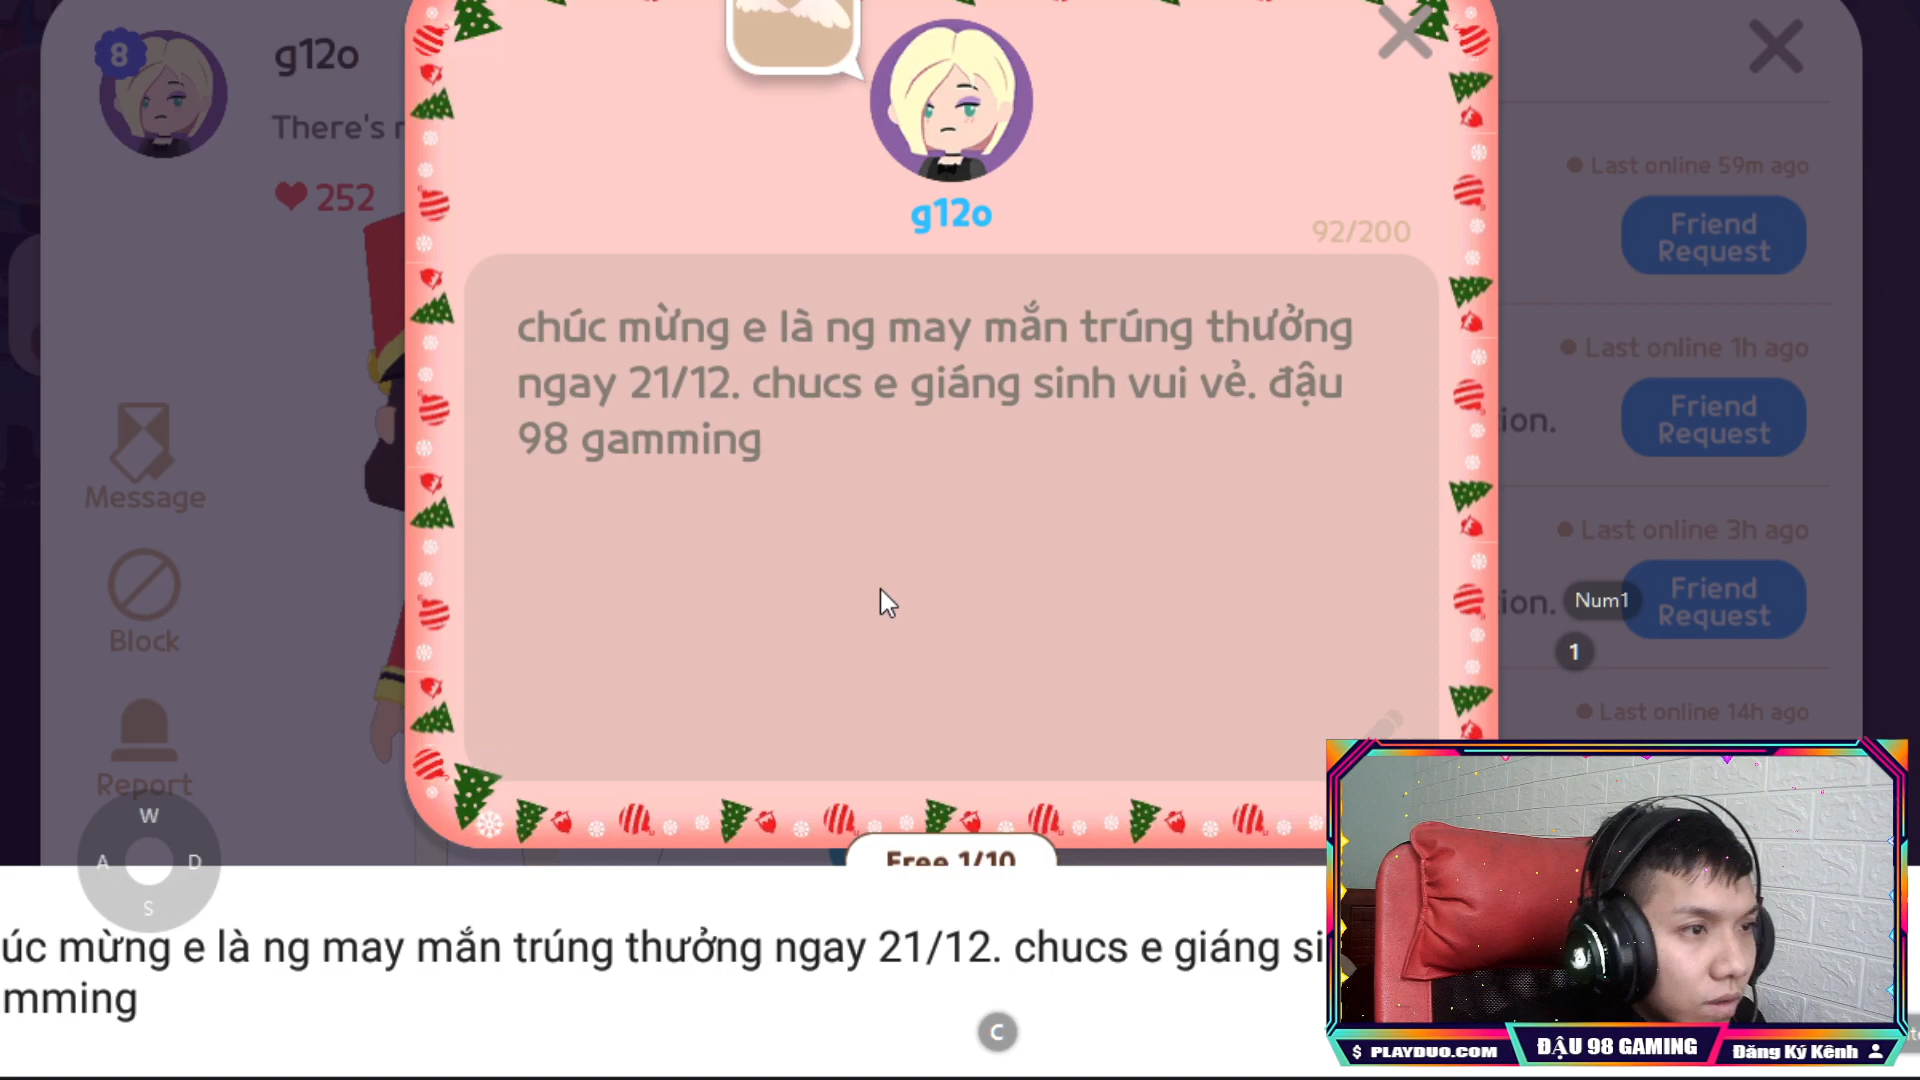 8
g12o
There's
252
Message
Block
Report
W
A
D
S
g12o
92/200
chúc mừng e là ng may mắn trúng thưởng
ngay 21/12. chucs e giáng sinh vui vẻ. đậu
98 gamming
Free 1/10
Last online 59m ago
Friend
Request
Last online 1h ago
ion.
Friend
Request
Last online 3h ago
ion.
Num1
Friend
Request
1
Last online 14h ago
úc mừng e là ng may mắn trúng thưởng ngay 21/12. chucs e giáng si
mming
C
$ PLAYDUO.COM
ĐẬU 98 GAMING
Đăng Ký Kênh